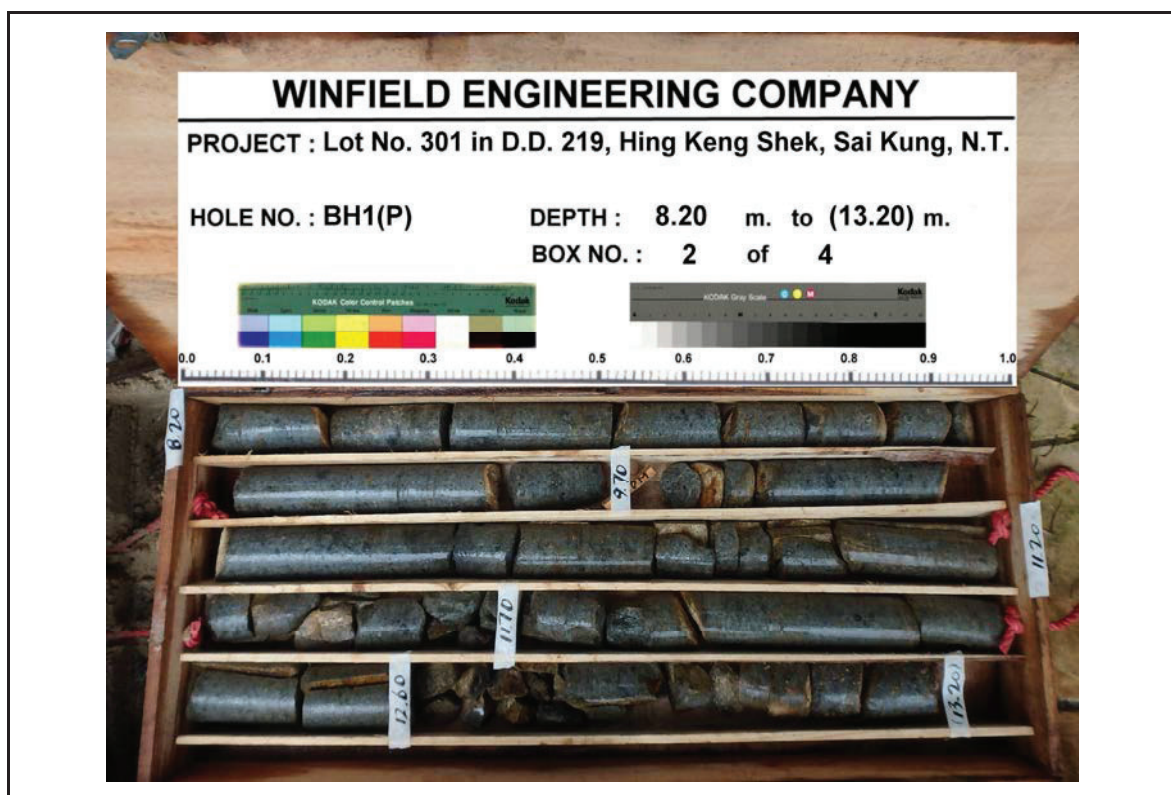 WINFIELD ENGINEERING COMPANY
PROJECT : Lot No. 301 in D.D. 219, Hing Keng Shek, Sai Kung, N.T.
HOLE NO. : BH1(P) DEPTH : 8.20 m. to (13.20) m.
BOX NO. : 2 of 4
KODAK Color Control Patches Kodak
KODAK Gray Scale C Y M Kodak
0.0 0.1 0.2 0.3 0.4 0.5 0.6 0.7 0.8 0.9 1.0
8.20
9.70
11.20
11.70
12.60
(13.20)